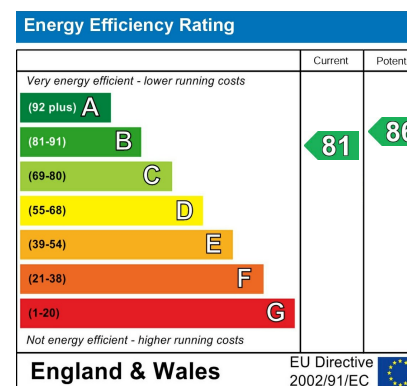 Energy Efficiency Rating
Current Potent
Very energy efficient - lower running costs
(92 plus) A
(81-91) B
(69-80) C
(55-68) D
(39-54) E
(21-38) F
(1-20) G
81
86
Not energy efficient - higher running costs
England & Wales
EU Directive
2002/91/EC